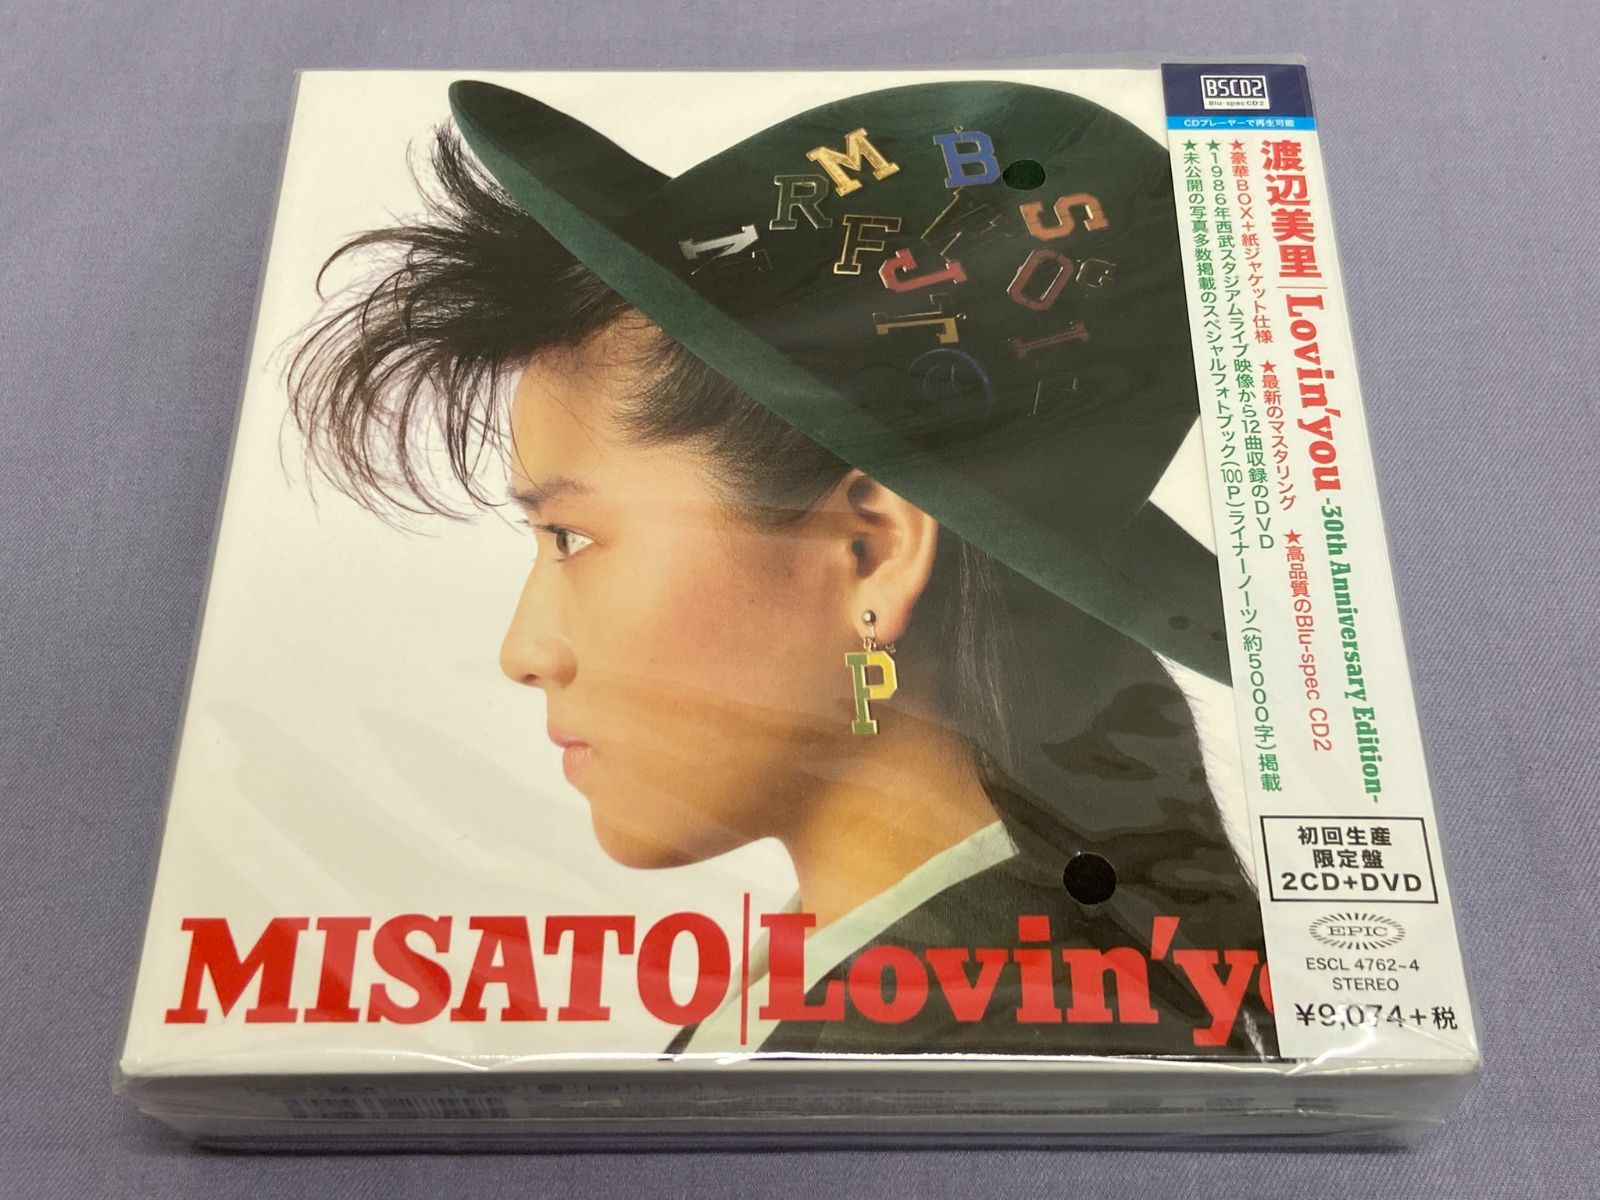 BSCD2
Blu-spec CD2
CDプレーヤーで再生可能
渡辺美里|Lovin'you -30th Anniversary Edition-
★豪華BOX+紙ジャケット仕様 ★最新のマスタリング ★高品質のBlu-spec CD2
★1986年西武スタジアムライブ映像から12曲収録のDVD
★未公開の写真多数掲載のスペシャルフォトブック(100P)ライナーノーツ(約5000字)掲載
初回生産
限定盤
2CD+DVD
EPIC
ESCL 4762~4
STEREO
¥9,074+税
M
B
R
S
F
J
O
I
P
MISATO|Lovin'yo